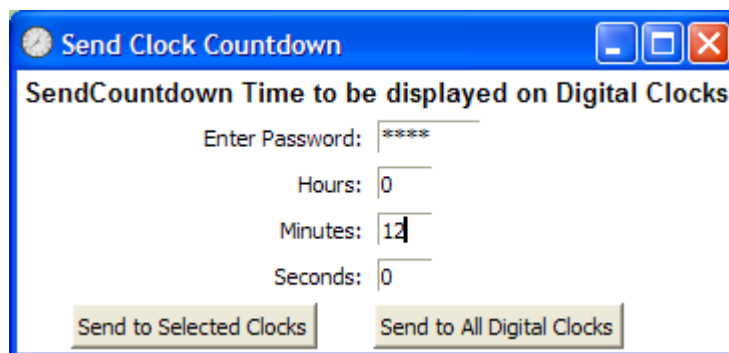 Send Clock Countdown
SendCountdown Time to be displayed on Digital Clocks
Enter Password: ****
Hours: 0
Minutes: 12
Seconds: 0
Send to Selected Clocks Send to All Digital Clocks